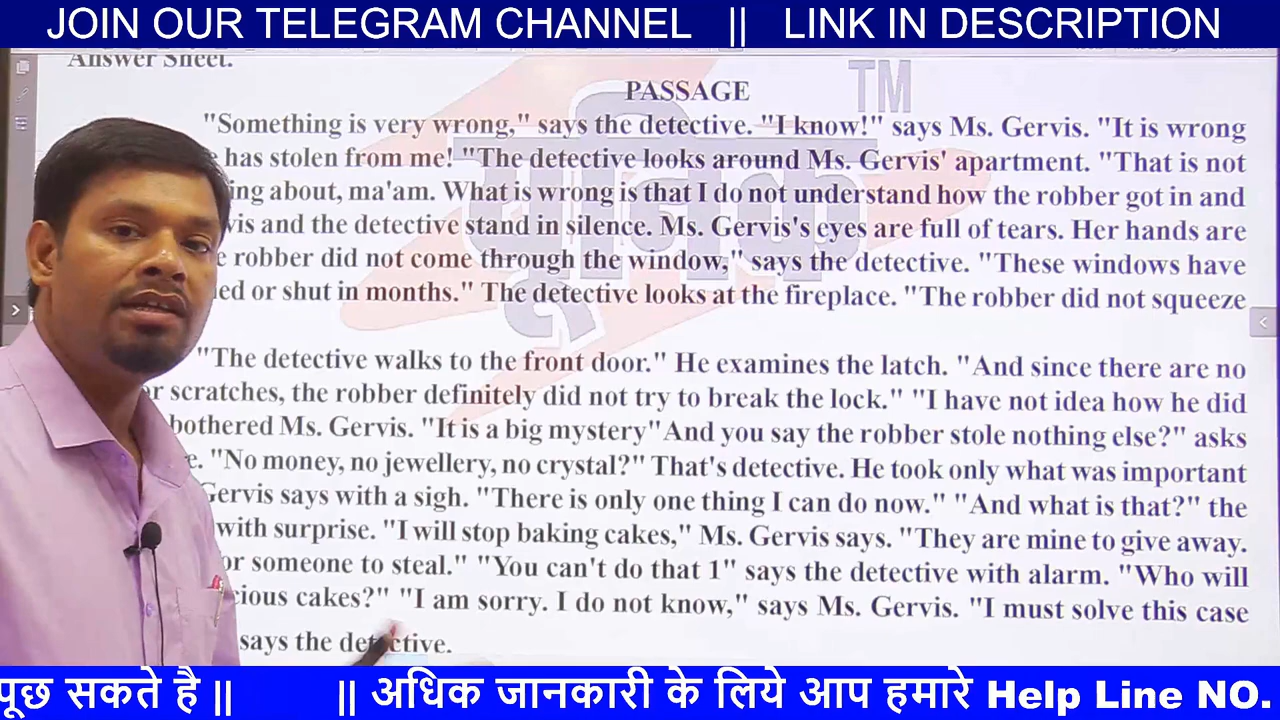 JOIN OUR TELEGRAM CHANNEL || LINK IN DESCRIPTION
Answer Sheet.
PASSAGE
TM
"Something is very wrong," says the detective. "I know!" says Ms. Gervis. "It is wrong
has stolen from me! "The detective looks around Ms. Gervis' apartment. "That is not
about, ma'am. What is wrong is that I do not understand how the robber got in and
and the detective stand in silence. Ms. Gervis's eyes are full of tears. Her hands are
robber did not come through the window," says the detective. "These windows have
or shut in months." The detective looks at the fireplace. "The robber did not squeeze
"The detective walks to the front door." He examines the latch. "And since there are no
scratches, the robber definitely did not try to break the lock." "I have not idea how he did
bothered Ms. Gervis. "It is a big mystery"And you say the robber stole nothing else?" asks
"No money, no jewellery, no crystal?" That's detective. He took only what was important
Gervis says with a sigh. "There is only one thing I can do now." "And what is that?" the
with surprise. "I will stop baking cakes," Ms. Gervis says. "They are mine to give away.
or someone to steal." "You can't do that 1" says the detective with alarm. "Who will
cakes?" "I am sorry. I do not know," says Ms. Gervis. "I must solve this case
says the detective.
पूछ सकते है || || अधिक जानकारी के लिये आप हमारे Help Line NO.